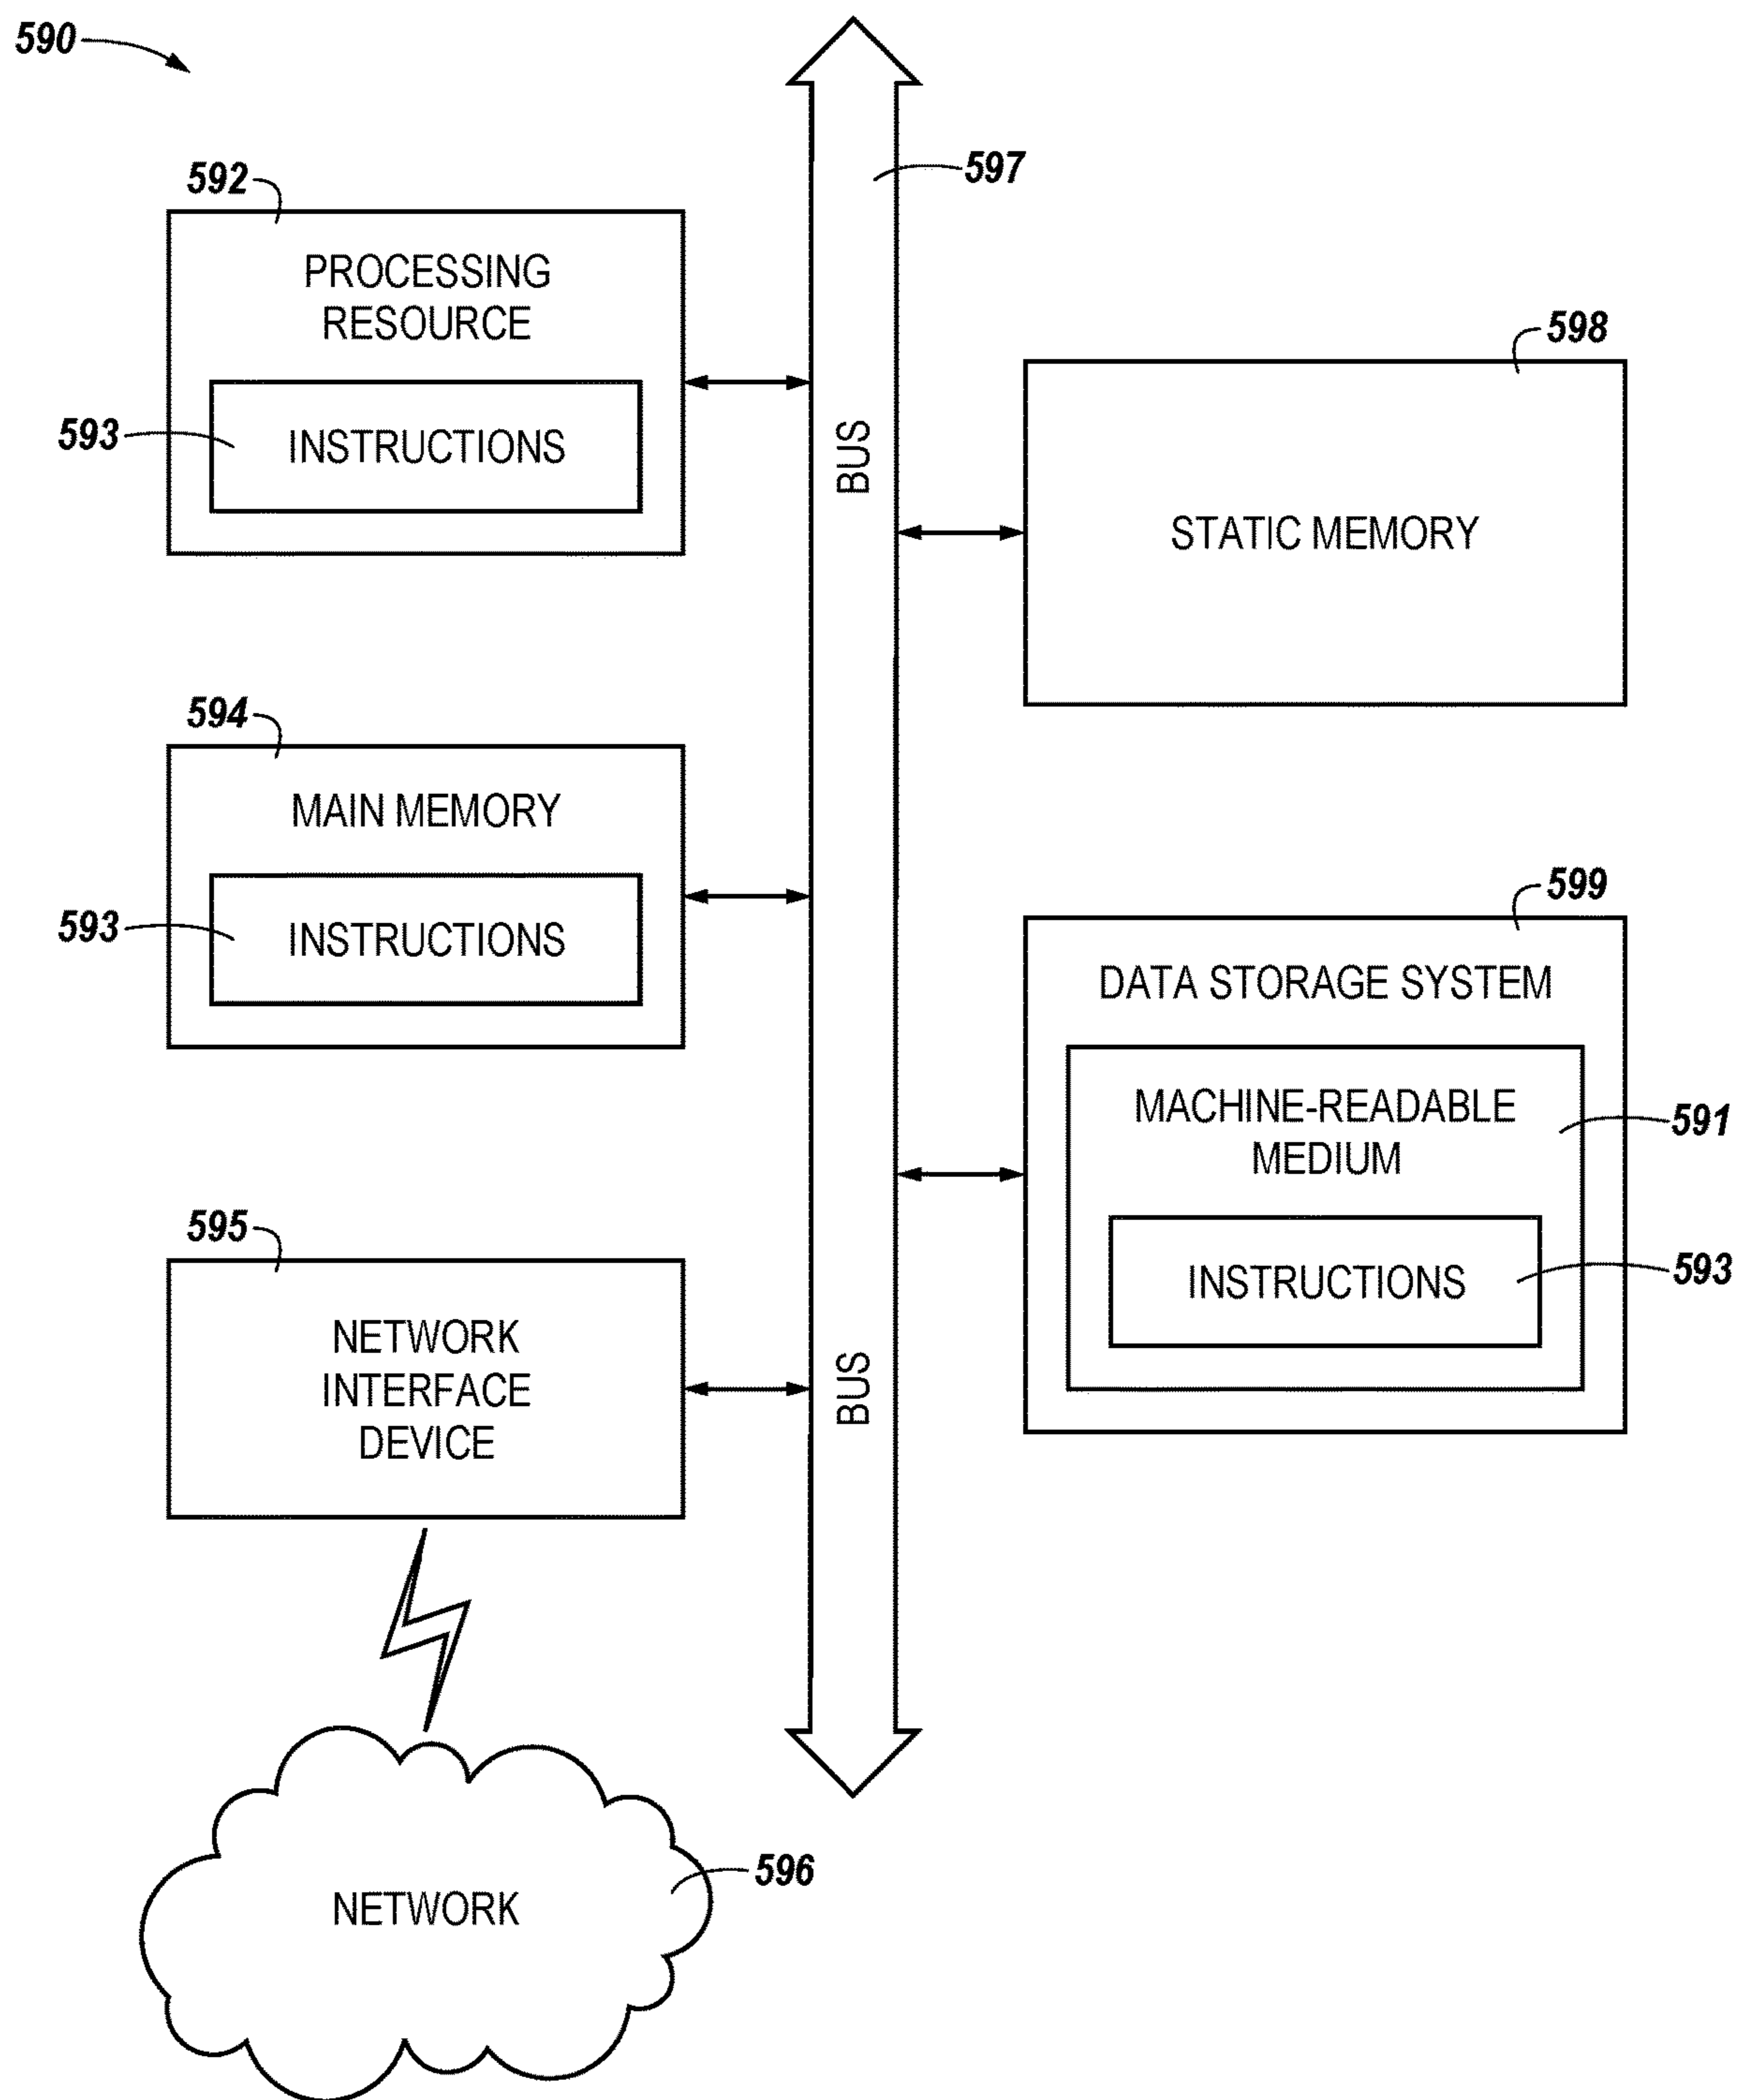 590
597
592
PROCESSING
RESOURCE
593
INSTRUCTIONS
BUS
598
STATIC MEMORY
594
MAIN MEMORY
593
INSTRUCTIONS
599
DATA STORAGE SYSTEM
MACHINE-READABLE
MEDIUM
591
INSTRUCTIONS
593
595
NETWORK
INTERFACE
DEVICE
BUS
596
NETWORK